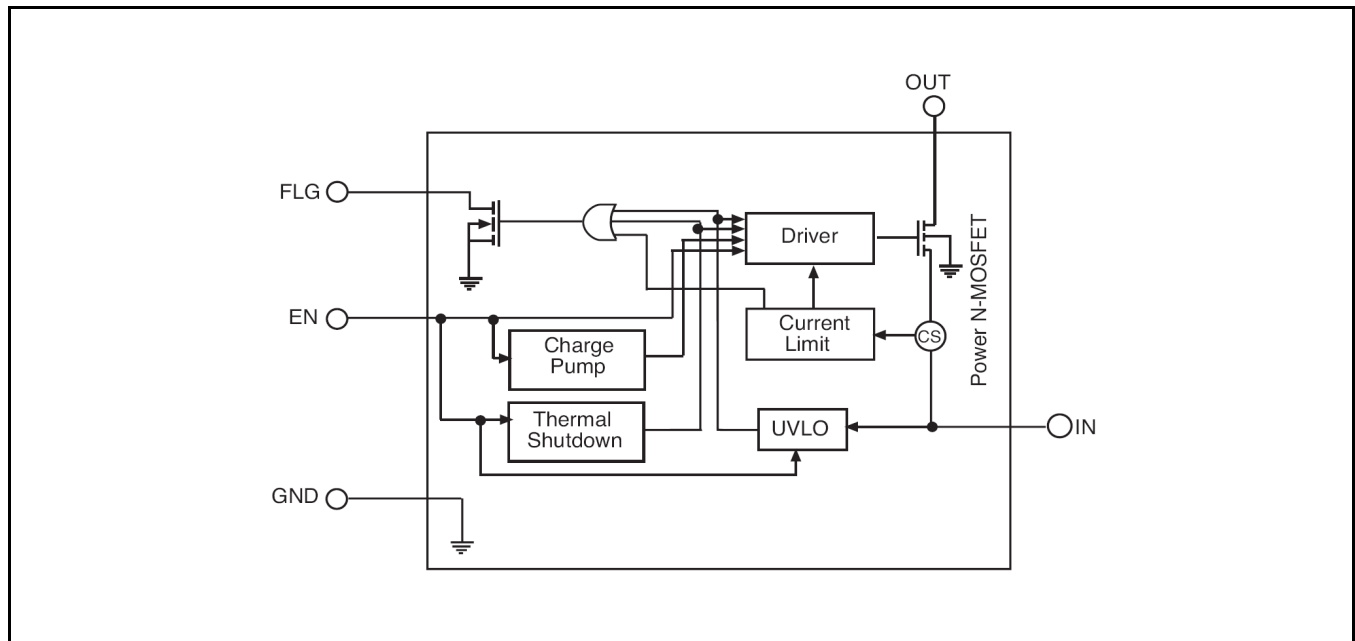 OUT
FLG
Driver
Power N-MOSFET
EN
Current
Limit
CS
Charge
Pump
Thermal
Shutdown
UVLO
IN
GND